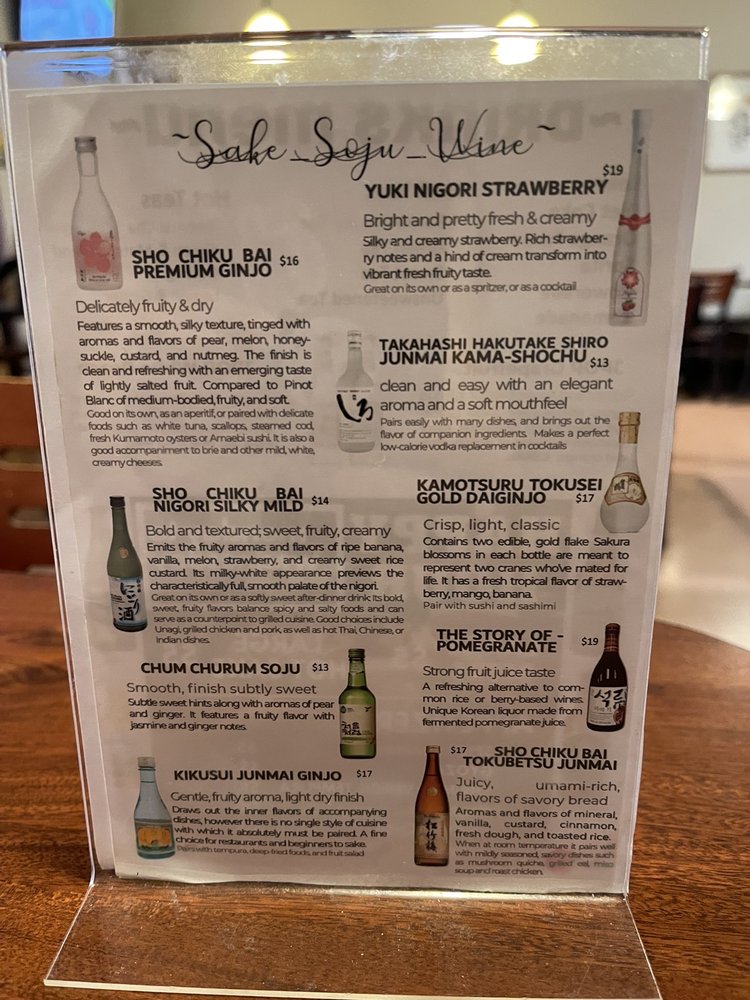 ~Sake_Soju_Wine~
SHO CHIKU BAI $16
PREMIUM GINJO
Delicately fruity & dry
Features a smooth, silky texture, tinged with
aromas and flavors of pear, melon, honey-
suckle, custard, and nutmeg. The finish is
clean and refreshing with an emerging taste
of lightly salted fruit. Compared to Pinot
Blanc of medium-bodied, fruity, and soft.
Good on its own, as an aperitif, or paired with delicate
foods such as white tuna, scallops, steamed cod,
fresh Kumamoto oysters or Amaebi sushi. It is also a
good accompaniment to brie and other mild, white,
creamy cheeses.
$19
YUKI NIGORI STRAWBERRY
Bright and pretty fresh & creamy
Silky and creamy strawberry. Rich strawber-
ry notes and a hind of cream transform into
vibrant fresh fruity taste.
Great on its own or as a spritzer, or as a cocktail
TAKAHASHI HAKUTAKE SHIRO
JUNMAI KAMA-SHOCHU $13
clean and easy with an elegant
aroma and a soft mouthfeel
Pairs easily with many dishes, and brings out the
flavor of companion ingredients. Makes a perfect
low-calorie vodka replacement in cocktails
SHO CHIKU BAI
NIGORI SILKY MILD $14
Bold and textured; sweet, fruity, creamy
Emits the fruity aromas and flavors of ripe banana,
vanilla, melon, strawberry, and creamy sweet rice
custard. Its milky-white appearance previews the
characteristically full, smooth palate of the nigori.
Great on its own or as a softly sweet after-dinner drink. Its bold,
sweet, fruity flavors balance spicy and salty foods and can
serve as a counterpoint to grilled cuisine. Good choices include
Unagi, grilled chicken and pork, as well as hot Thai, Chinese, or
Indian dishes.
KAMOTSURU TOKUSEI
GOLD DAIGINJO $17
Crisp, light, classic
Contains two edible, gold flake Sakura
blossoms in each bottle are meant to
represent two cranes who've mated for
life. It has a fresh tropical flavor of straw-
berry, mango, banana.
Pair with sushi and sashimi
CHUM CHURUM SOJU $13
Smooth, finish subtly sweet
Subtle sweet hints along with aromas of pear
and ginger. It features a fruity flavor with
jasmine and ginger notes.
THE STORY OF - $19
POMEGRANATE
Strong fruit juice taste
A refreshing alternative to com-
mon rice or berry-based wines.
Unique Korean liquor made from
fermented pomegranate juice.
KIKUSUI JUNMAI GINJO $17
Gentle, fruity aroma, light dry finish
Draws out the inner flavors of accompanying
dishes, however there is no single style of cuisine
with which it absolutely must be paired. A fine
choice for restaurants and beginners to sake.
Pairs with tempura, deep-fried foods, and fruit salad
$17 SHO CHIKU BAI
TOKUBETSU JUNMAI
Juicy, umami-rich,
flavors of savory bread
Aromas and flavors of mineral,
vanilla, custard, cinnamon,
fresh dough, and toasted rice.
When at room temperature it pairs well
with mildly seasoned, savory dishes such
as mushroom quiche, grilled eel, miso
soup and roast chicken.